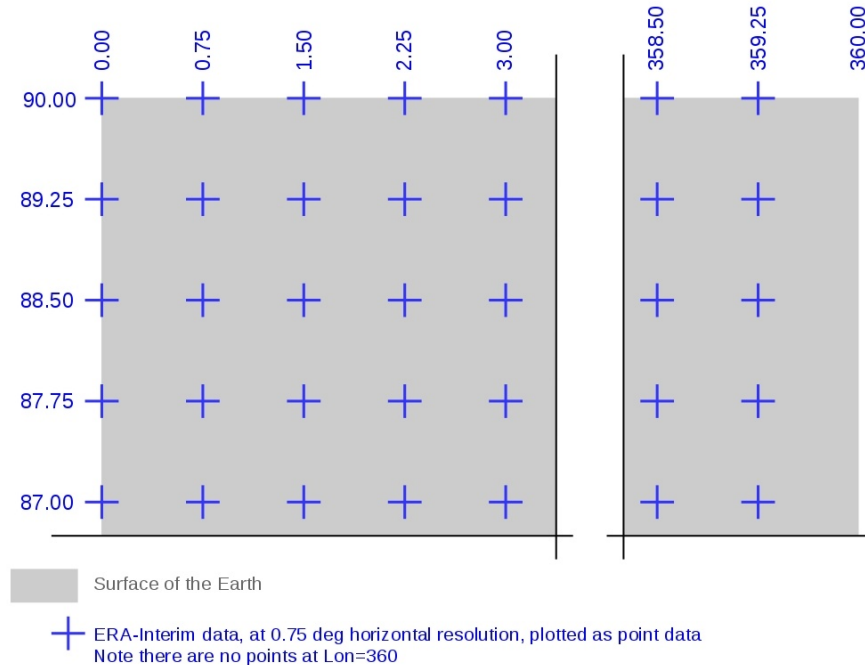 0.00 0.75 1.50 2.25 3.00 358.50 359.25 360.00
90.00
89.25
88.50
87.75
87.00
Surface of the Earth
ERA-Interim data, at 0.75 deg horizontal resolution, plotted as point data
Note there are no points at Lon=360